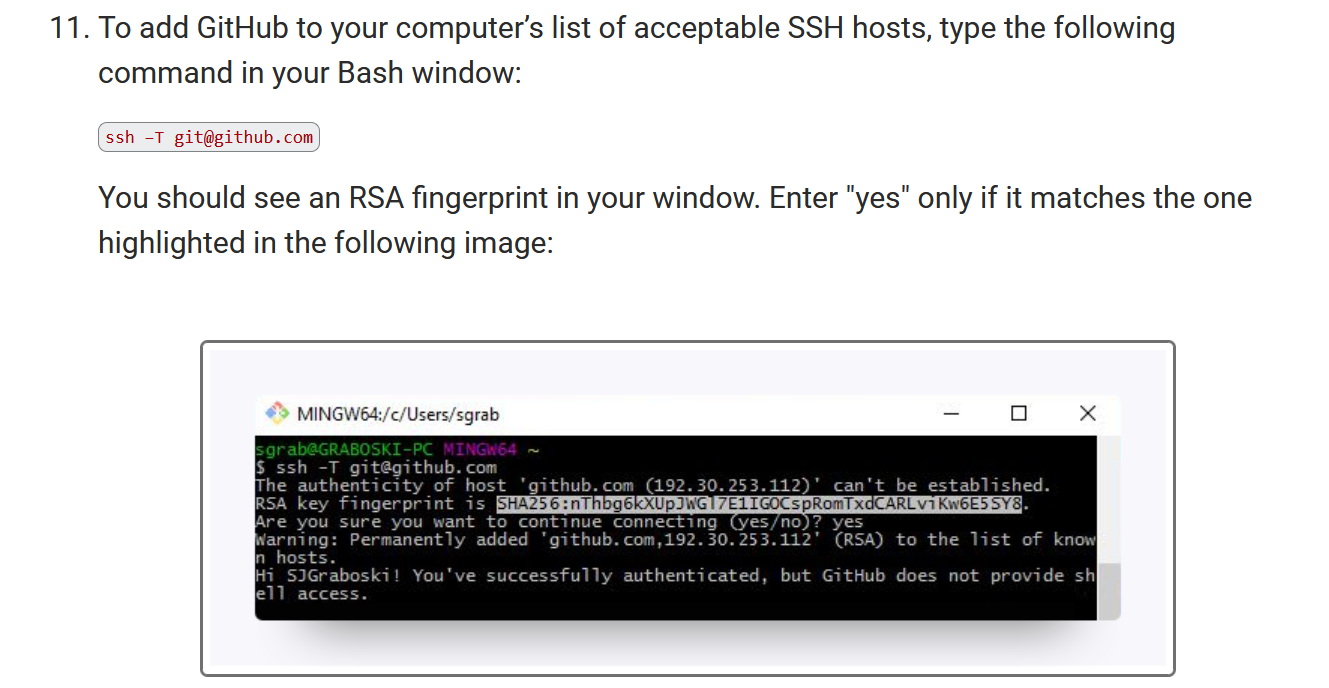 11. To add GitHub to your computer’s list of acceptable SSH hosts, type the following
command in your Bash window:
ssh –T git@github.com
You should see an RSA fingerprint in your window. Enter "yes" only if it matches the one
highlighted in the following image:
MINGW64:/c/Users/sgrab
sgrab@GRABOSKI-PC MINGW64 ~
$ ssh -T git@github.com
The authenticity of host 'github.com (192.30.253.112)' can't be established.
RSA key fingerprint is SHA256:nThbg6kXUpJWGl7E1IGOCspRomTxdCARLviKw6E5SY8.
Are you sure you want to continue connecting (yes/no)? yes
Warning: Permanently added 'github.com,192.30.253.112' (RSA) to the list of know
n hosts.
Hi SJGraboski! You've successfully authenticated, but GitHub does not provide sh
ell access.